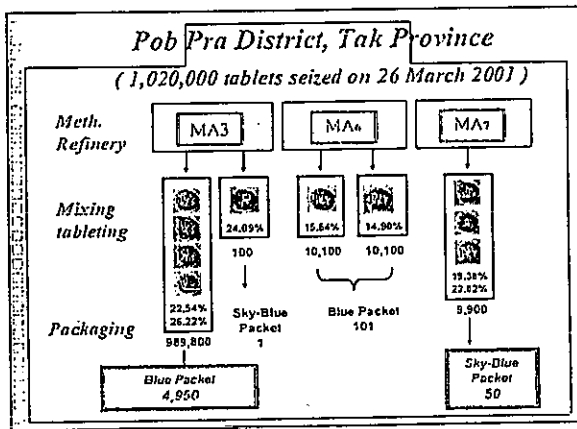 Pob Pra District, Tak Province
( 1,020,000 tablets seized on 26 March 2001 )
Meth.
Refinery
MA3
MA6
MA7
Mixing
tableting
24.09%
15.64%
14.90%
100
10,100
10,100
22.54%
26.22%
19.38%
23.02%
Packaging
989,800
Sky-Blue
Packet
1
Blue Packet
101
9,900
Blue Packet
4,950
Sky-Blue
Packet
50